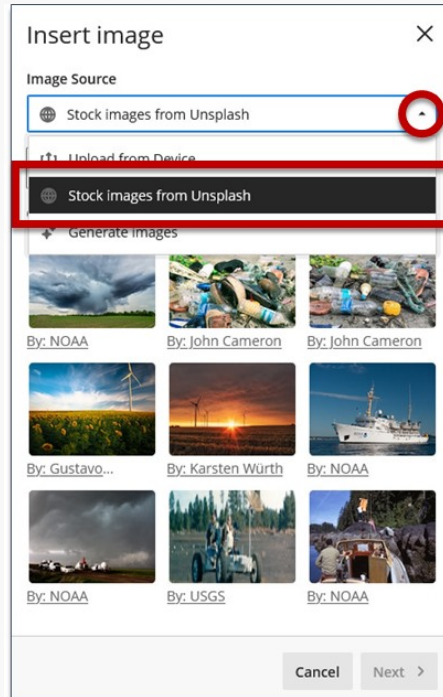 Insert image
Image Source
Stock images from Unsplash
Upload from Device
Stock images from Unsplash
Generate images
By: NOAA
By: John Cameron
By: John Cameron
By: Gustavo...
By: Karsten Würth
By: NOAA
By: NOAA
By: USGS
By: NOAA
Cancel
Next